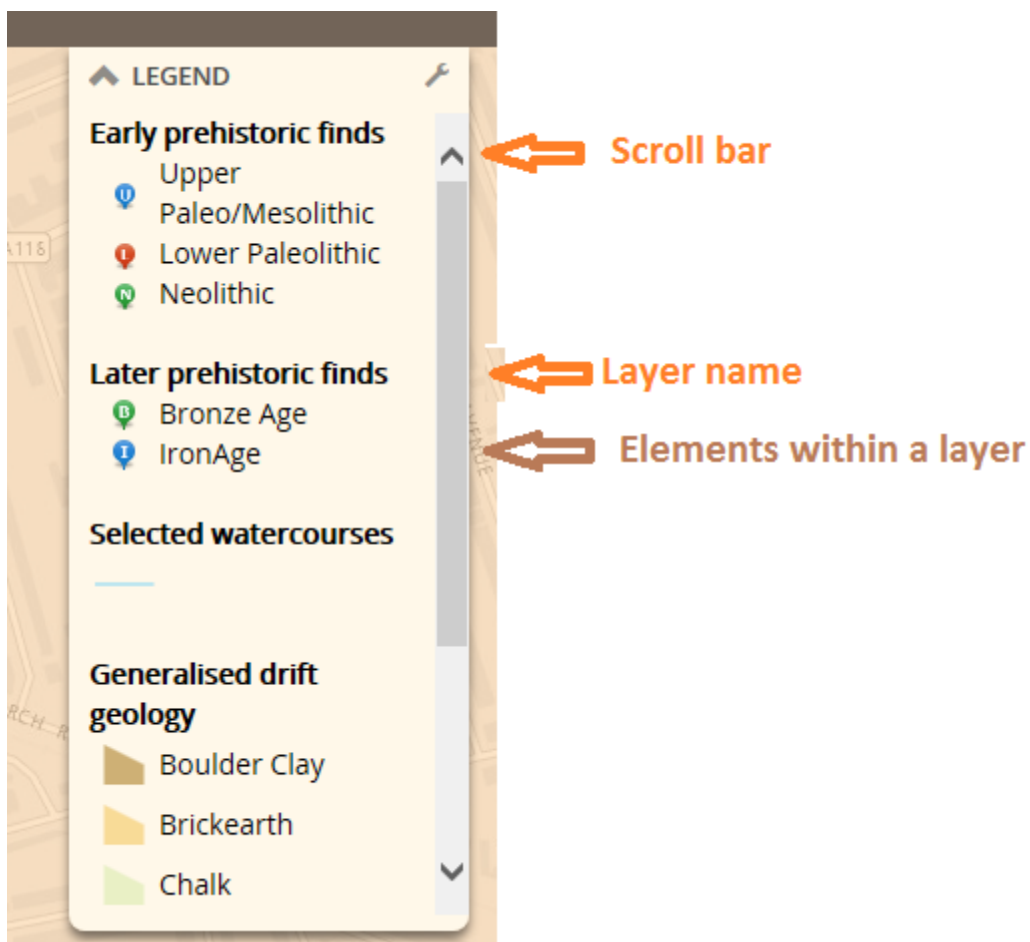 LEGEND
Early prehistoric finds
U Upper
Paleo/Mesolithic
L Lower Paleolithic
N Neolithic
Later prehistoric finds
B Bronze Age
I IronAge
Selected watercourses
Generalised drift
geology
Boulder Clay
Brickearth
Chalk
Scroll bar
Layer name
Elements within a layer
A118